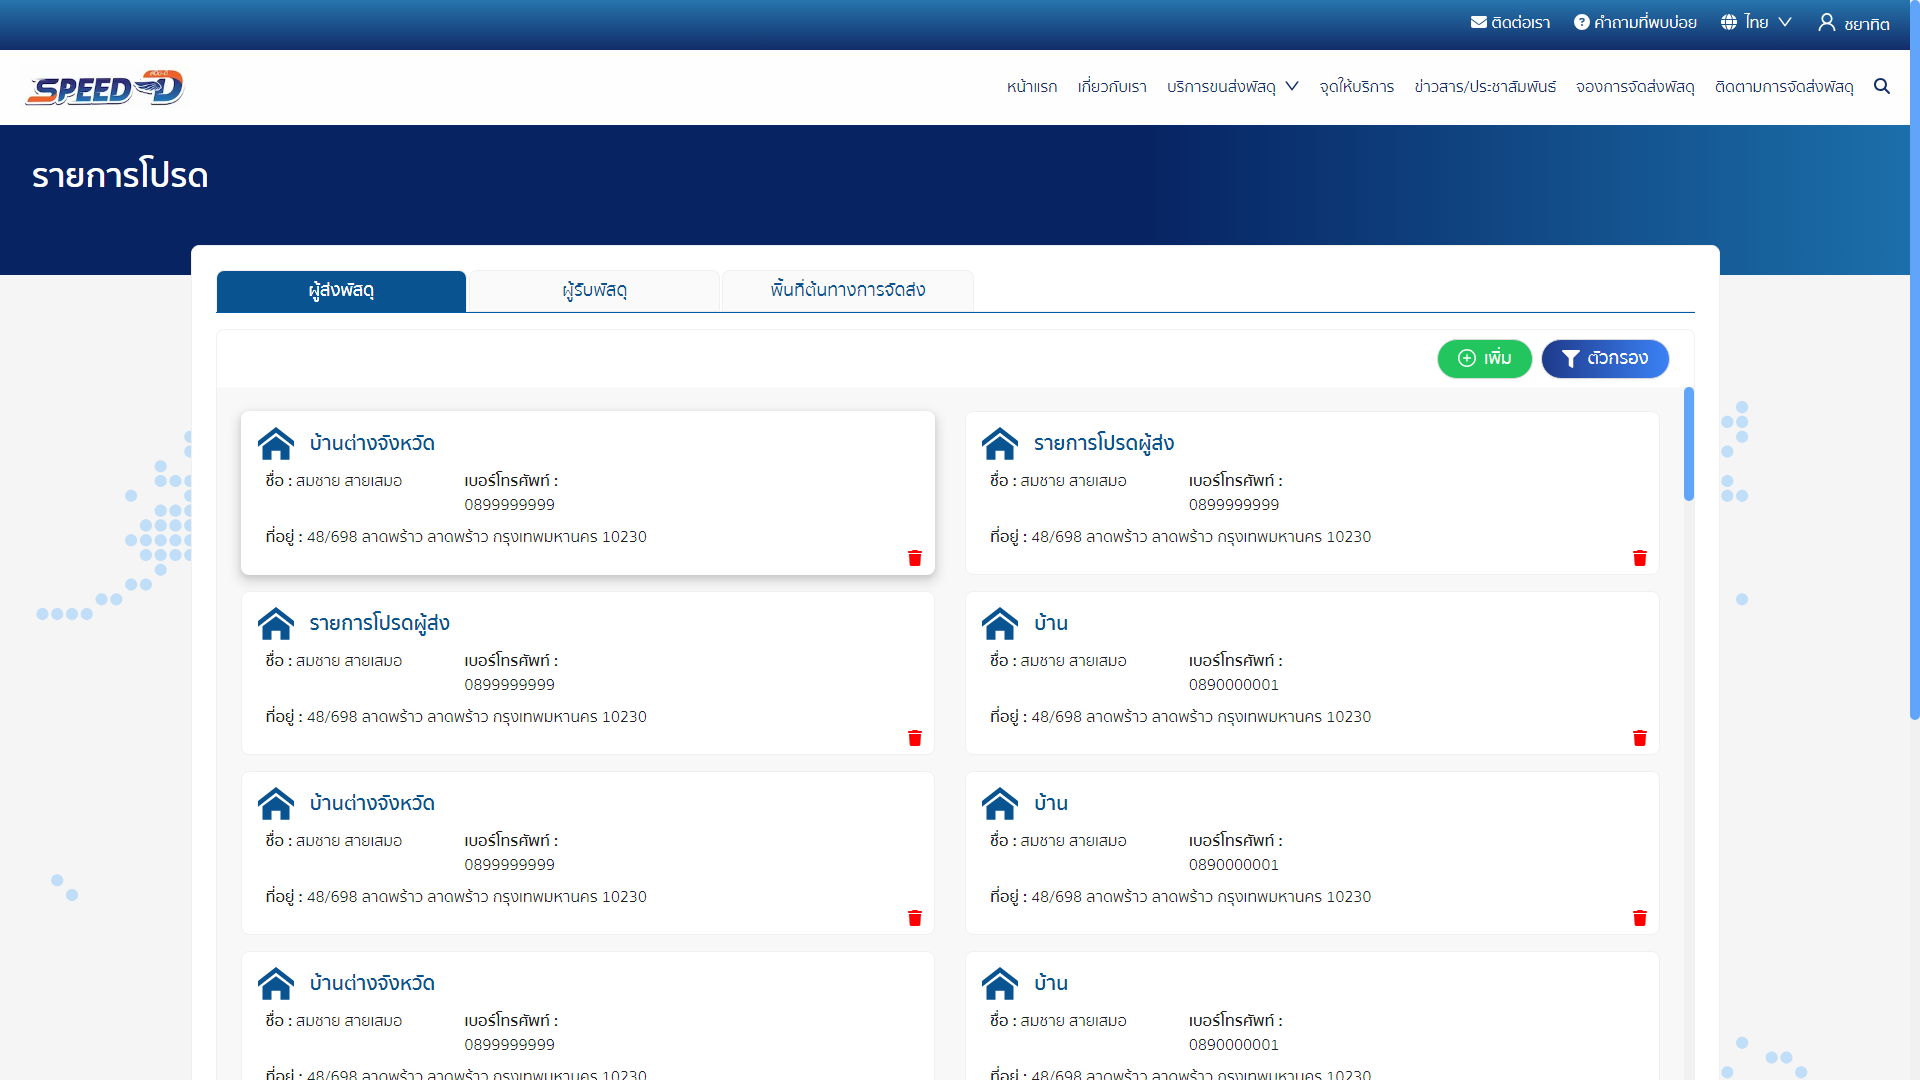 ติดต่อเรา คำถามที่พบบ่อย ไทย ชยาทิต
SPEED-D
หน้าแรก เกี่ยวกับเรา บริการขนส่งพัสดุ จุดให้บริการ ข่าวสาร/ประชาสัมพันธ์ จองการจัดส่งพัสดุ ติดตามการจัดส่งพัสดุ
รายการโปรด
ผู้ส่งพัสดุ ผู้รับพัสดุ พื้นที่ต้นทางการจัดส่ง
เพิ่ม ตัวกรอง
บ้านต่างจังหวัด
ชื่อ : สมชาย สายเสมอ เบอร์โทรศัพท์ :
0899999999
ที่อยู่ : 48/698 ลาดพร้าว ลาดพร้าว กรุงเทพมหานคร 10230
รายการโปรดผู้ส่ง
ชื่อ : สมชาย สายเสมอ เบอร์โทรศัพท์ :
0899999999
ที่อยู่ : 48/698 ลาดพร้าว ลาดพร้าว กรุงเทพมหานคร 10230
รายการโปรดผู้ส่ง
ชื่อ : สมชาย สายเสมอ เบอร์โทรศัพท์ :
0899999999
ที่อยู่ : 48/698 ลาดพร้าว ลาดพร้าว กรุงเทพมหานคร 10230
บ้าน
ชื่อ : สมชาย สายเสมอ เบอร์โทรศัพท์ :
0890000001
ที่อยู่ : 48/698 ลาดพร้าว ลาดพร้าว กรุงเทพมหานคร 10230
บ้านต่างจังหวัด
ชื่อ : สมชาย สายเสมอ เบอร์โทรศัพท์ :
0899999999
ที่อยู่ : 48/698 ลาดพร้าว ลาดพร้าว กรุงเทพมหานคร 10230
บ้าน
ชื่อ : สมชาย สายเสมอ เบอร์โทรศัพท์ :
0890000001
ที่อยู่ : 48/698 ลาดพร้าว ลาดพร้าว กรุงเทพมหานคร 10230
บ้านต่างจังหวัด
ชื่อ : สมชาย สายเสมอ เบอร์โทรศัพท์ :
0899999999
ที่อยู่ : 48/698 ลาดพร้าว ลาดพร้าว กรุงเทพมหานคร 10230
บ้าน
ชื่อ : สมชาย สายเสมอ เบอร์โทรศัพท์ :
0890000001
ที่อยู่ : 48/698 ลาดพร้าว ลาดพร้าว กรุงเทพมหานคร 10230